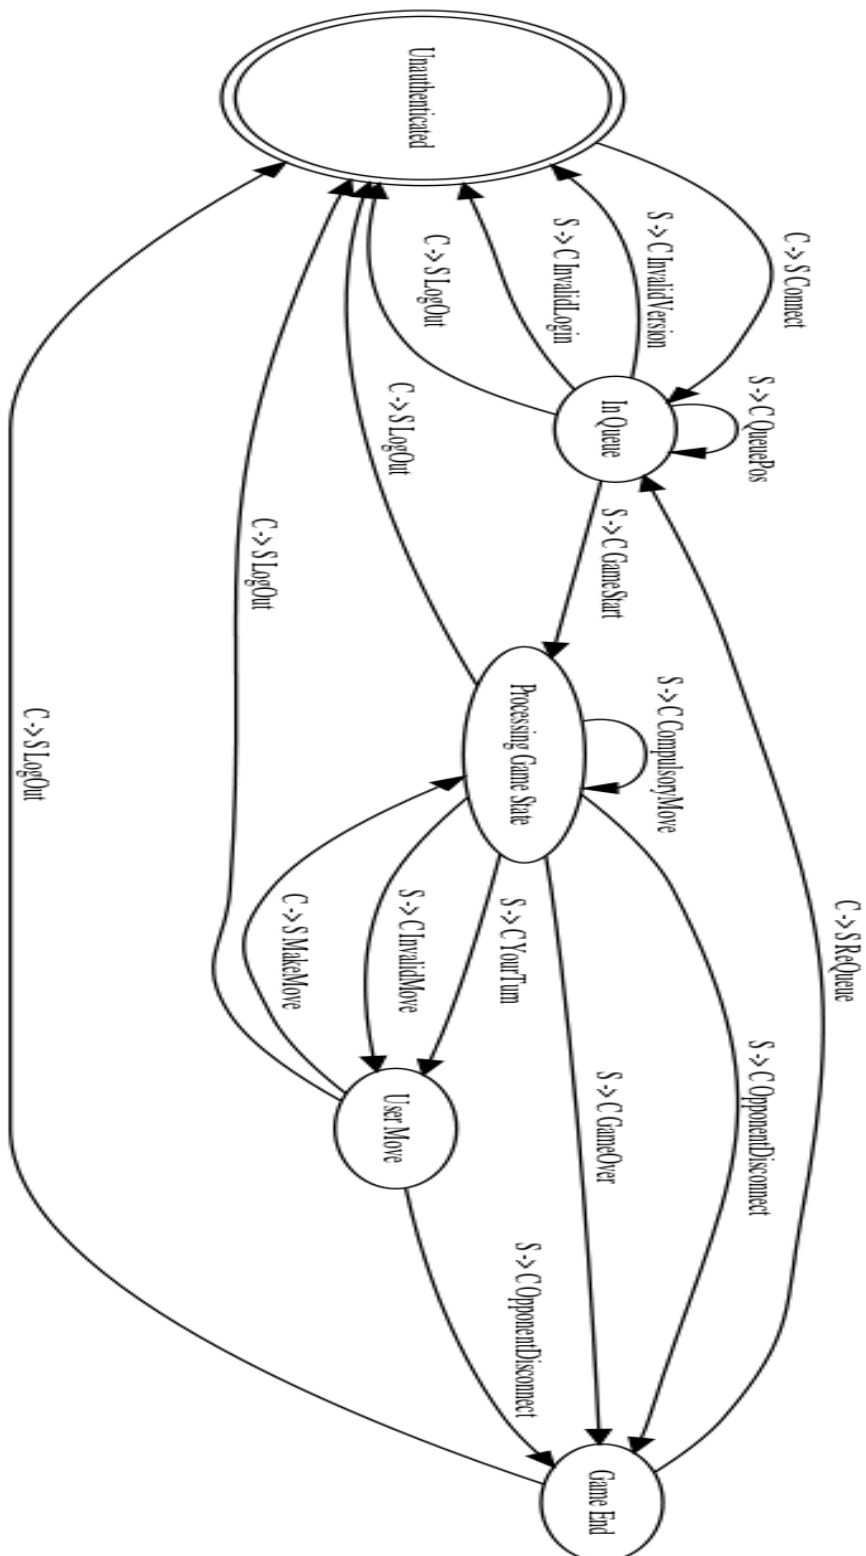 Unauthenticated
C -> S Connect
S -> C InvalidVersion
S -> C InvalidLogin
C -> S LogOut
In Queue
S -> C QueuePos
C -> S LogOut
S -> C GameStart
C -> S LogOut
Processing Game State
S -> C CompulsoryMove
C -> S LogOut
C -> S ReQueue
S -> C YourTurn
S -> C InvalidMove
C -> S MakeMove
S -> C OpponentDisconnect
S -> C GameOver
User Move
S -> C OpponentDisconnect
Game End